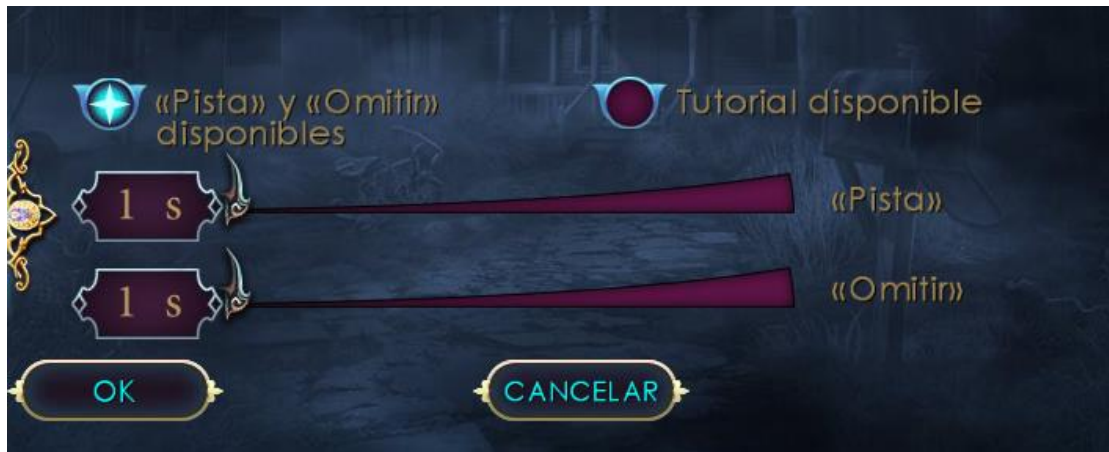 «Pista» y «Omitir»
disponibles
Tutorial disponible
1 s
«Pista»
1 s
«Omitir»
OK
CANCELAR